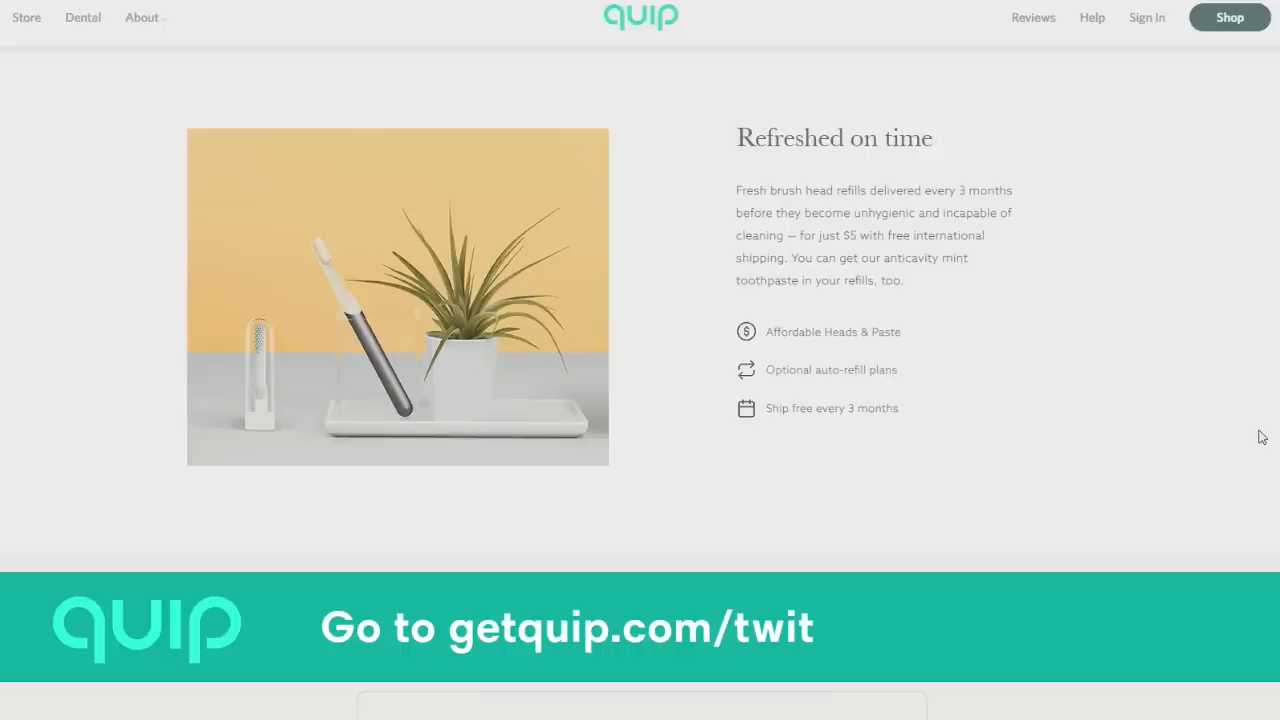 Store Dental About
quip
Reviews Help Sign In Shop
Refreshed on time
Fresh brush head refills delivered every 3 months
before they become unhygienic and incapable of
cleaning — for just $5 with free international
shipping. You can get our anticavity mint
toothpaste in your refills, too.
$ Affordable Heads & Paste
Optional auto-refill plans
Ship free every 3 months
quip Go to getquip.com/twit